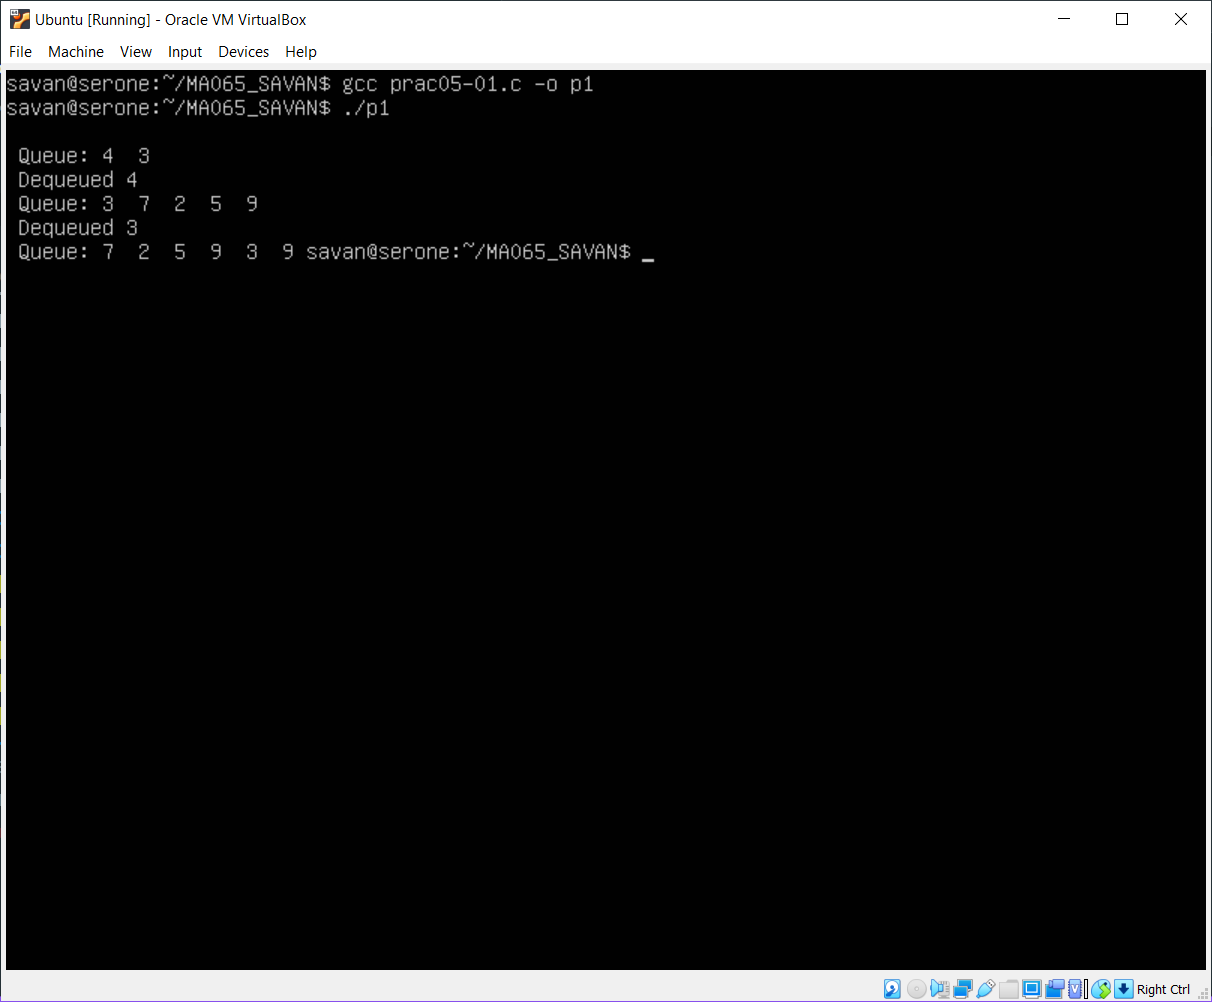 Ubuntu [Running] - Oracle VM VirtualBox
File Machine View Input Devices Help
savan@serone:~/MA065_SAVAN$ gcc prac05-01.c -o p1
savan@serone:~/MA065_SAVAN$ ./p1
Queue: 4 3
Dequeued 4
Queue: 3 7 2 5 9
Dequeued 3
Queue: 7 2 5 9 3 9 savan@serone:~/MA065_SAVAN$ _
Right Ctrl